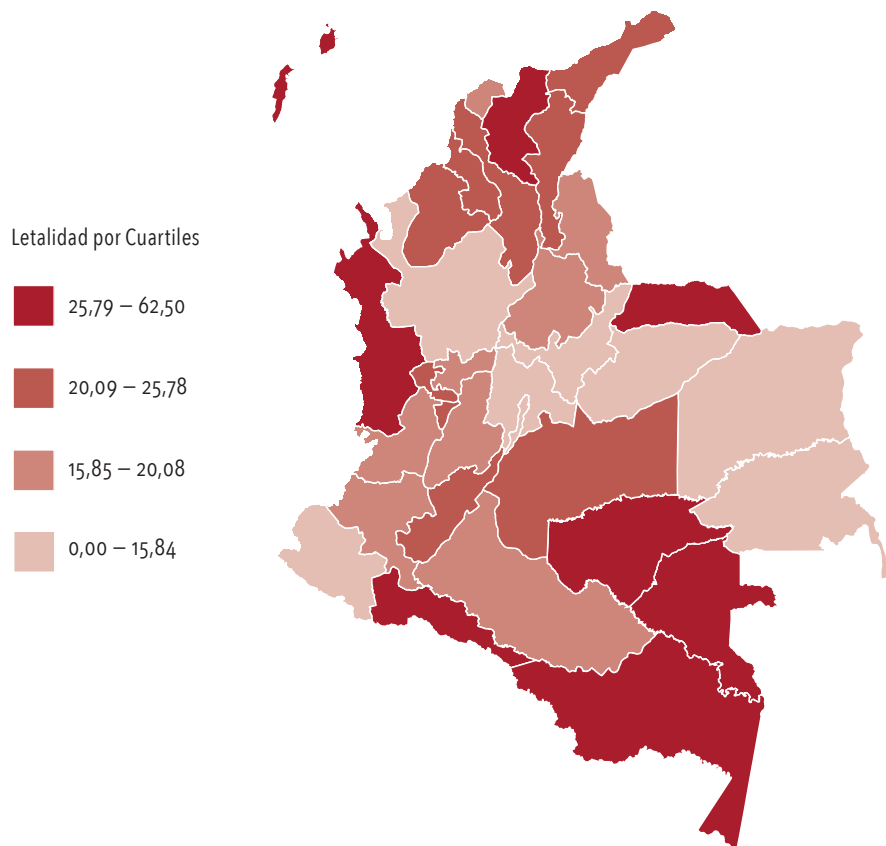 Letalidad por Cuartiles
25,79 – 62,50
20,09 – 25,78
15,85 – 20,08
0,00 – 15,84